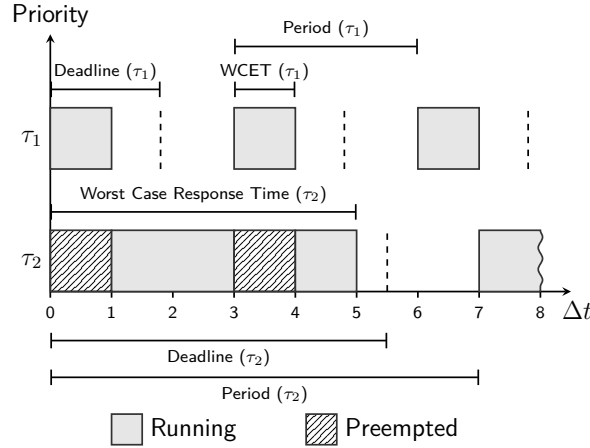 Priority
Period (τ₁)
Deadline (τ₁)
WCET (τ₁)
τ₁
Worst Case Response Time (τ₂)
τ₂
0 1 2 3 4 5 6 7 8 Δt
Deadline (τ₂)
Period (τ₂)
Running
Preempted